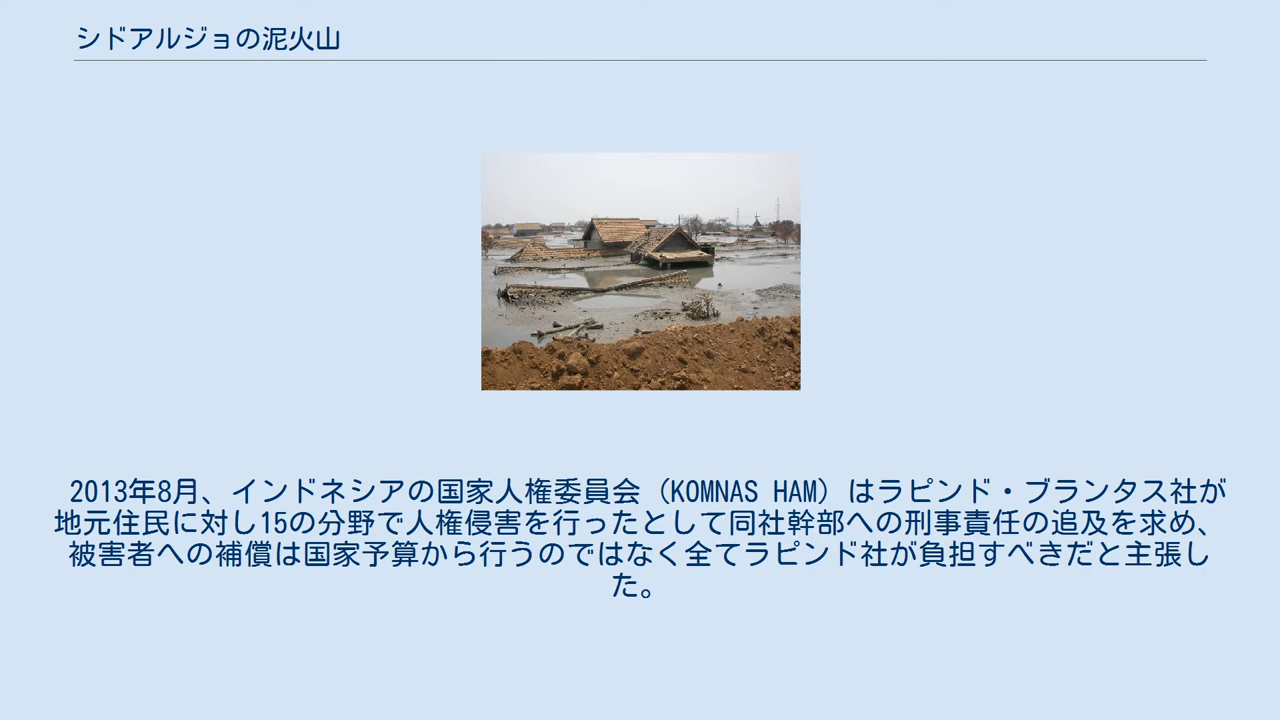 シドアルジョの泥火山
2013年8月、インドネシアの国家人権委員会（KOMNAS HAM）はラピンド・ブランタス社が
地元住民に対し15の分野で人権侵害を行ったとして同社幹部への刑事責任の追及を求め、
被害者への補償は国家予算から行うのではなく全てラピンド社が負担すべきだと主張し
た。